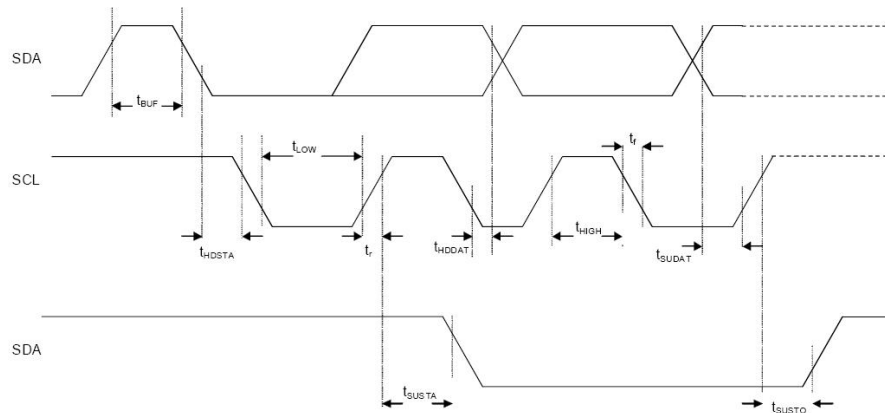 SDA
tBUF
tLOW
tf
SCL
tHDSTA
tr
tHDDAT
tHIGH
tSUDAT
SDA
tSUSTA
tSUSTO